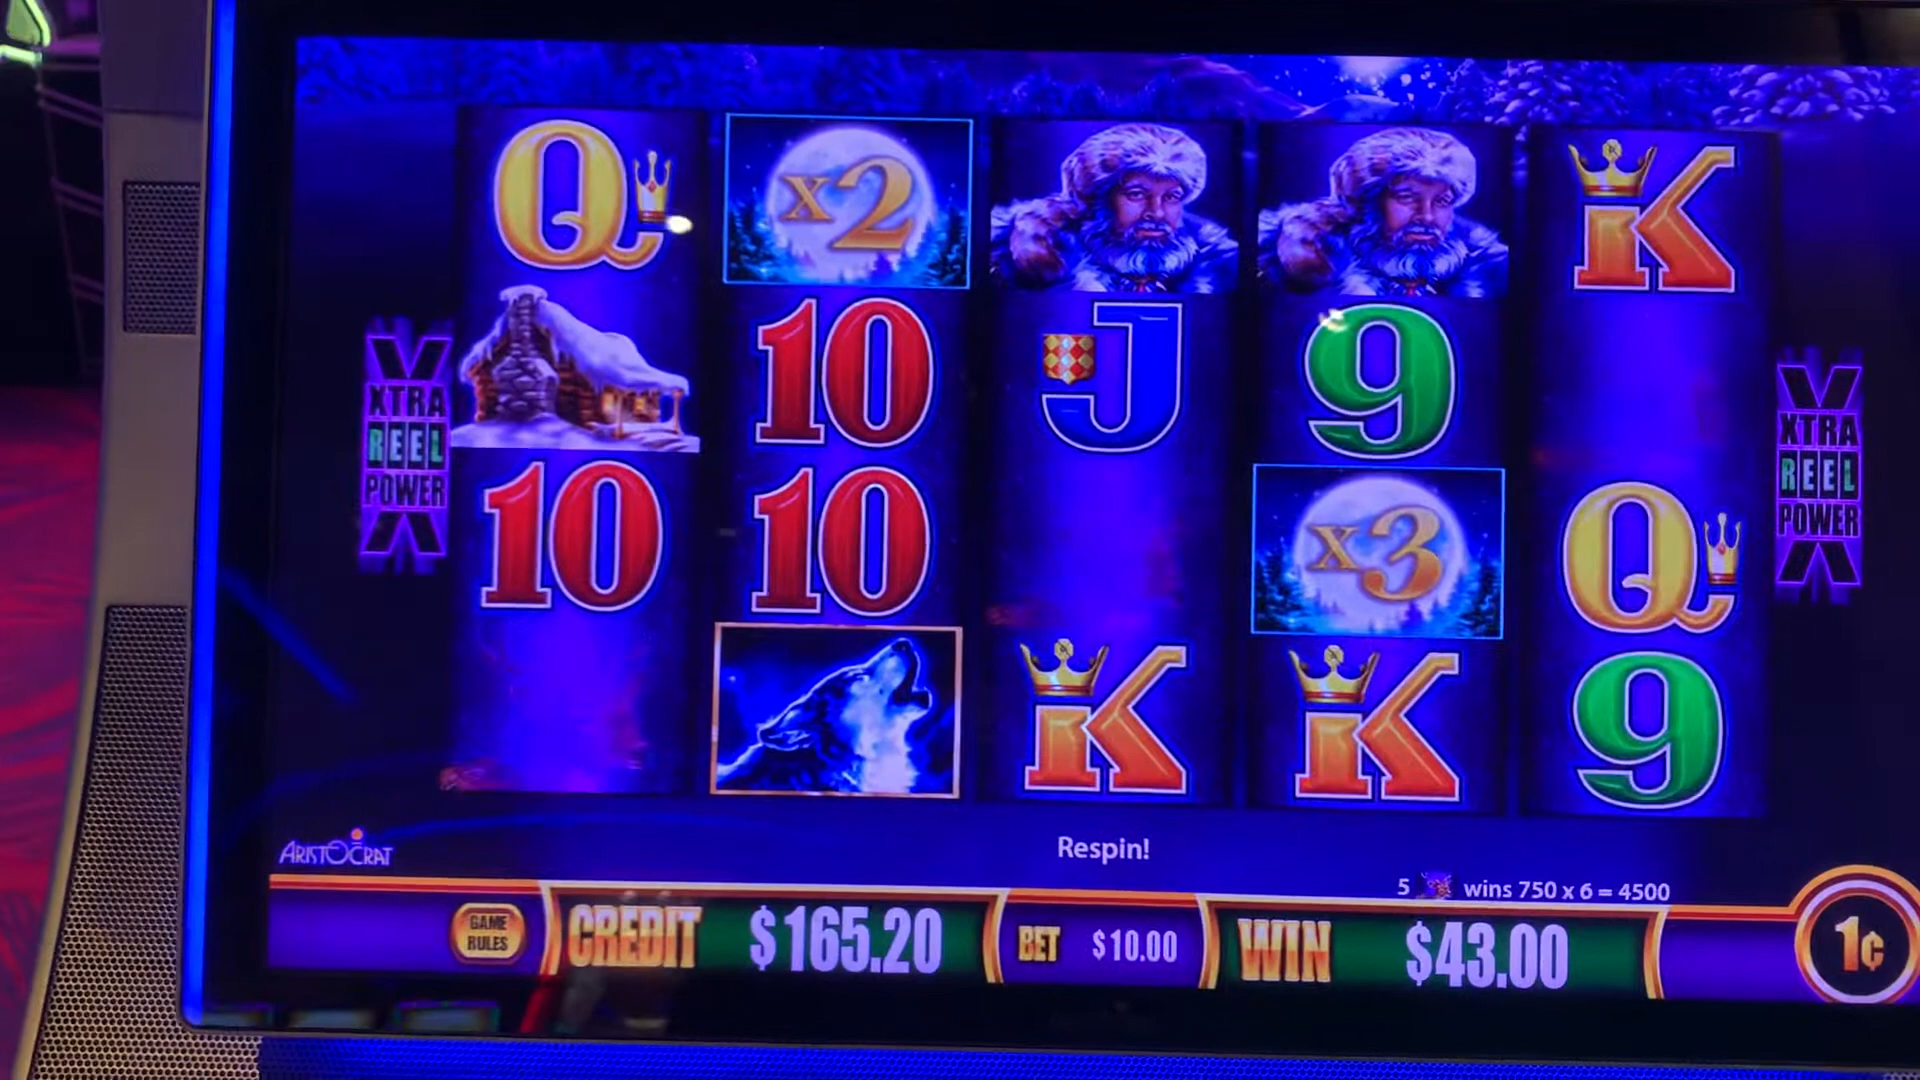 Q x2 K
10 J 9
10 10 x3 Q
K K 9
XTRA
REEL
POWER
XTRA
REEL
POWER
ARISTOCRAT
Respin!
5 wins 750 x 6 = 4500
GAME
RULES
CREDIT $165.20
BET $10.00
WIN $43.00
1¢